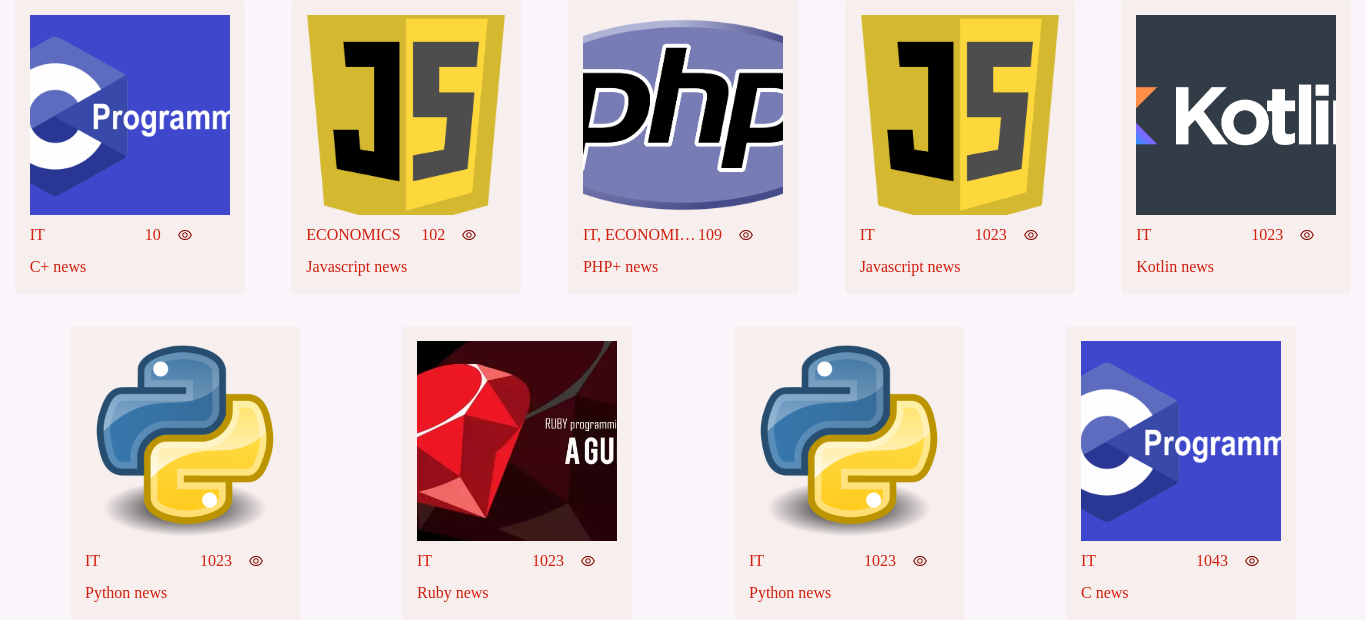 Programm
JS
php
JS
Kotlin
IT 10
ECONOMICS 102
IT, ECONOMI… 109
IT 1023
IT 1023
C+ news
Javascript news
PHP+ news
Javascript news
Kotlin news
RUBY programmi
A GU
Programm
IT 1023
IT 1023
IT 1023
IT 1043
Python news
Ruby news
Python news
C news